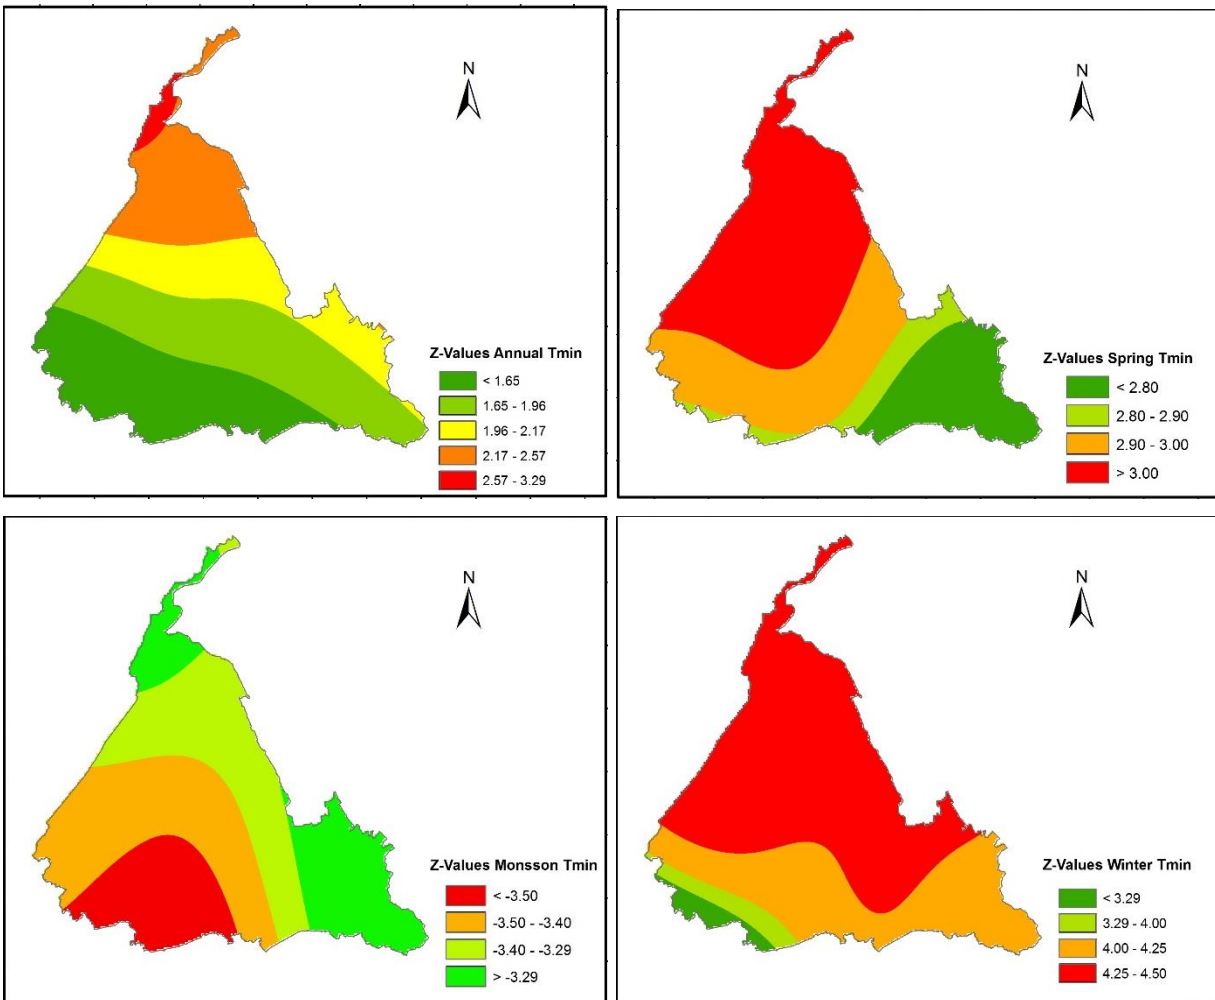 N
Z-Values Annual Tmin
< 1.65
1.65 - 1.96
1.96 - 2.17
2.17 - 2.57
2.57 - 3.29
N
Z-Values Spring Tmin
< 2.80
2.80 - 2.90
2.90 - 3.00
> 3.00
N
Z-Values Monsson Tmin
< -3.50
-3.50 - -3.40
-3.40 - -3.29
> -3.29
N
Z-Values Winter Tmin
< 3.29
3.29 - 4.00
4.00 - 4.25
4.25 - 4.50